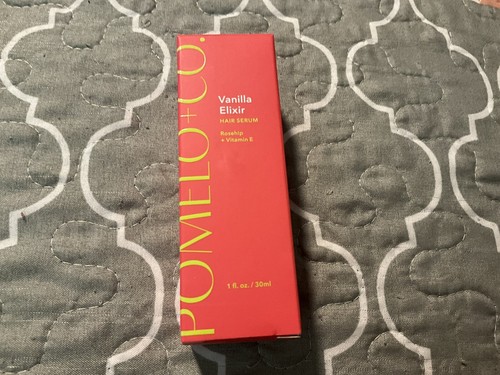 POMELO+CO.
Vanilla
Elixir
HAIR SERUM
Rosehip
+ Vitamin E
1 fl. oz. / 30ml